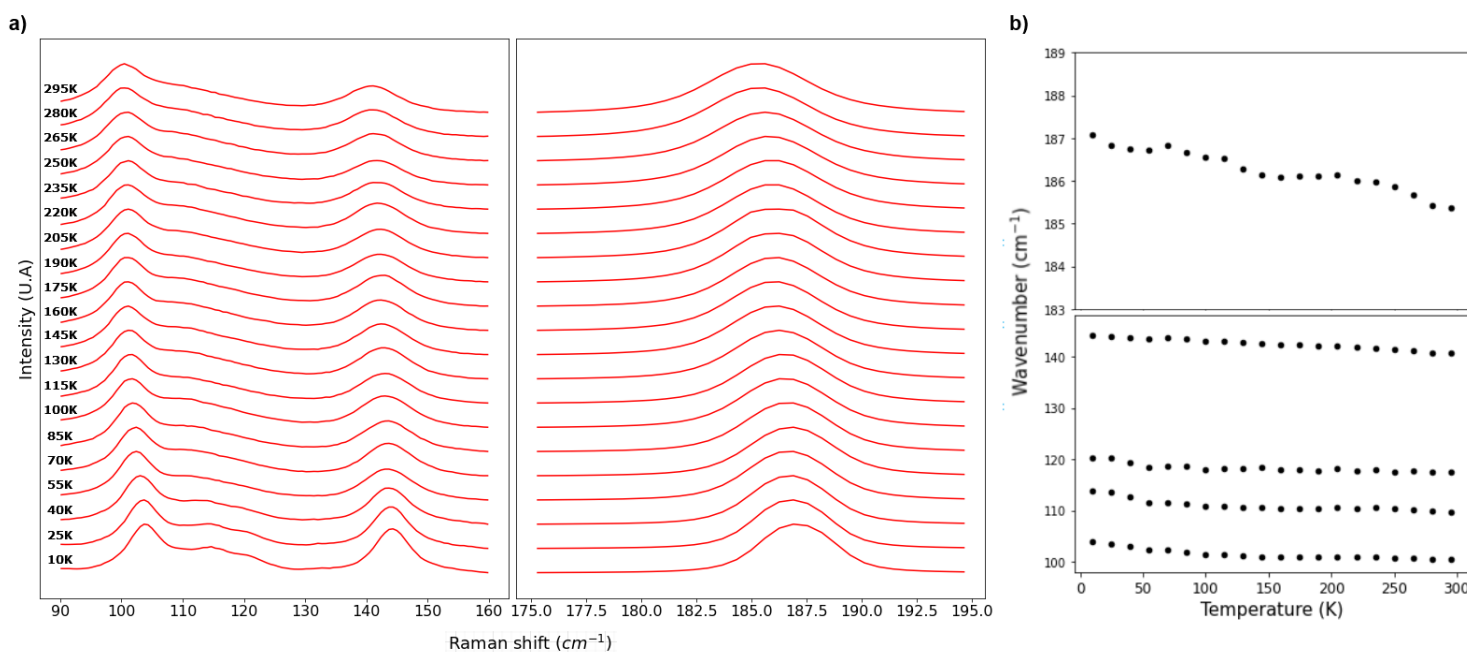 a)
295K
280K
265K
250K
235K
220K
205K
190K
175K
160K
145K
130K
115K
100K
85K
70K
55K
40K
25K
10K
Intensity (U.A)
90 100 110 120 130 140 150 160
175.0 177.5 180.0 182.5 185.0 187.5 190.0 192.5 195.0
Raman shift (cm⁻¹)
b)
189
188
187
186
185
184
183
140
130
120
110
100
Wavenumber (cm⁻¹)
0 50 100 150 200 250 300
Temperature (K)